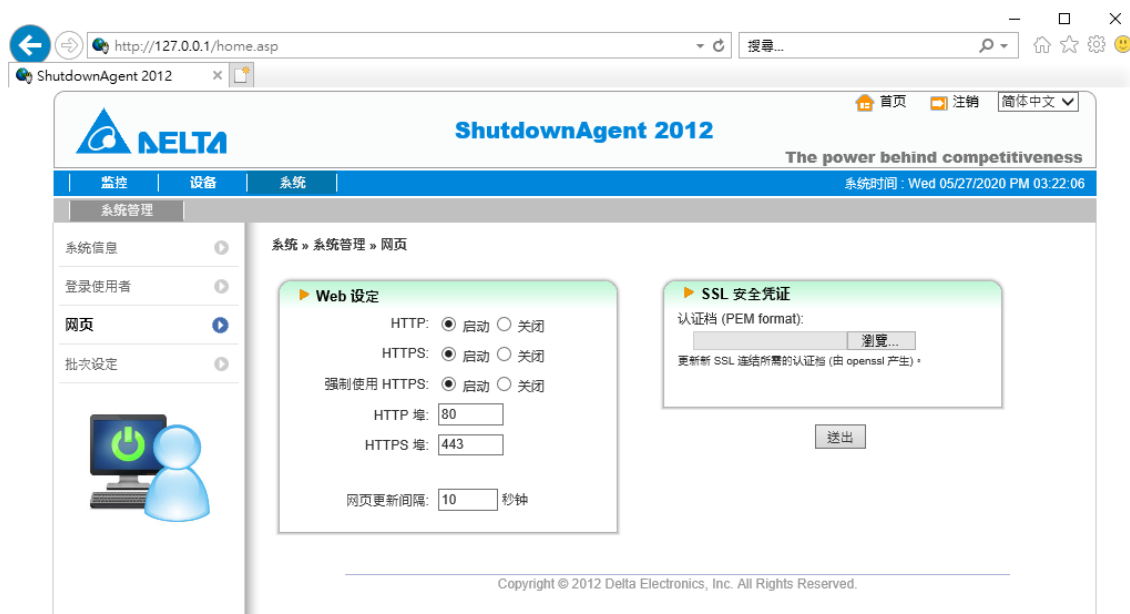 http://127.0.0.1/home.asp
搜尋...
ShutdownAgent 2012
首页 注销 简体中文
DELTA
ShutdownAgent 2012
The power behind competitiveness
监控 设备 系统
系统时间 : Wed 05/27/2020 PM 03:22:06
系统管理
系统信息
登录使用者
网页
批次设定
系统 » 系统管理 » 网页
Web 设定
HTTP: 启动 关闭
HTTPS: 启动 关闭
强制使用 HTTPS: 启动 关闭
HTTP 埠: 80
HTTPS 埠: 443
网页更新间隔: 10 秒钟
SSL 安全凭证
认证档 (PEM format):
瀏覽...
更新新 SSL 连结所需的认证档 (由 openssl 产生)。
送出
Copyright © 2012 Delta Electronics, Inc. All Rights Reserved.